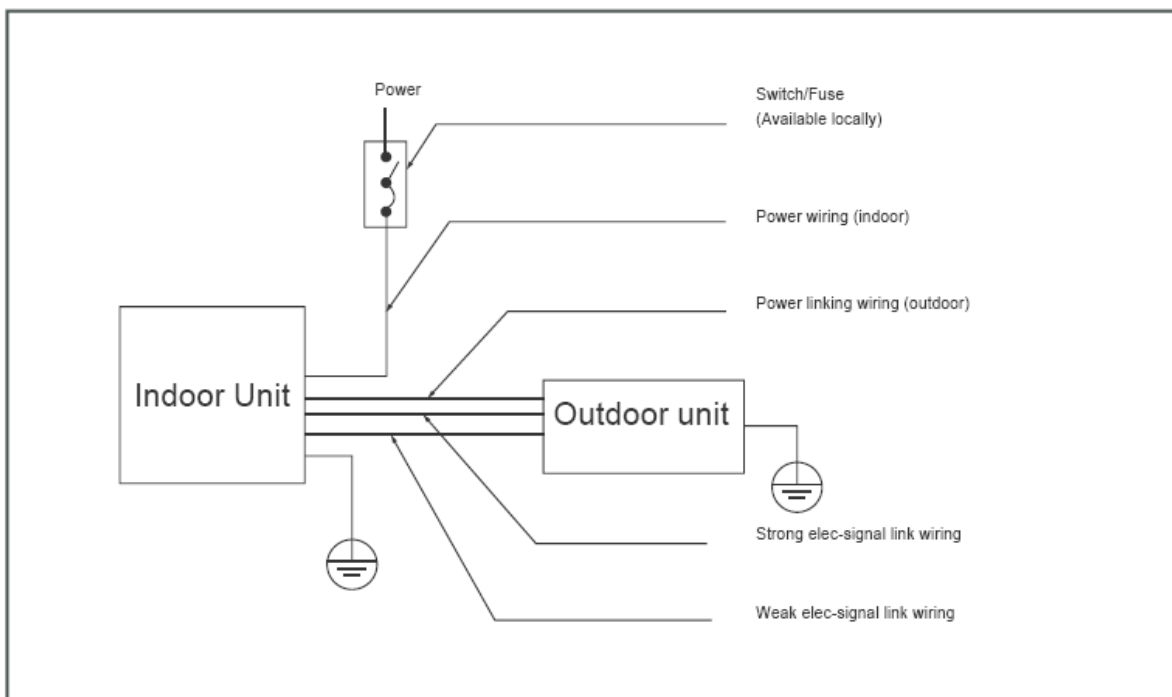 Power
Switch/Fuse
(Available locally)
Power wiring (indoor)
Power linking wiring (outdoor)
Indoor Unit
Outdoor unit
Strong elec-signal link wiring
Weak elec-signal link wiring